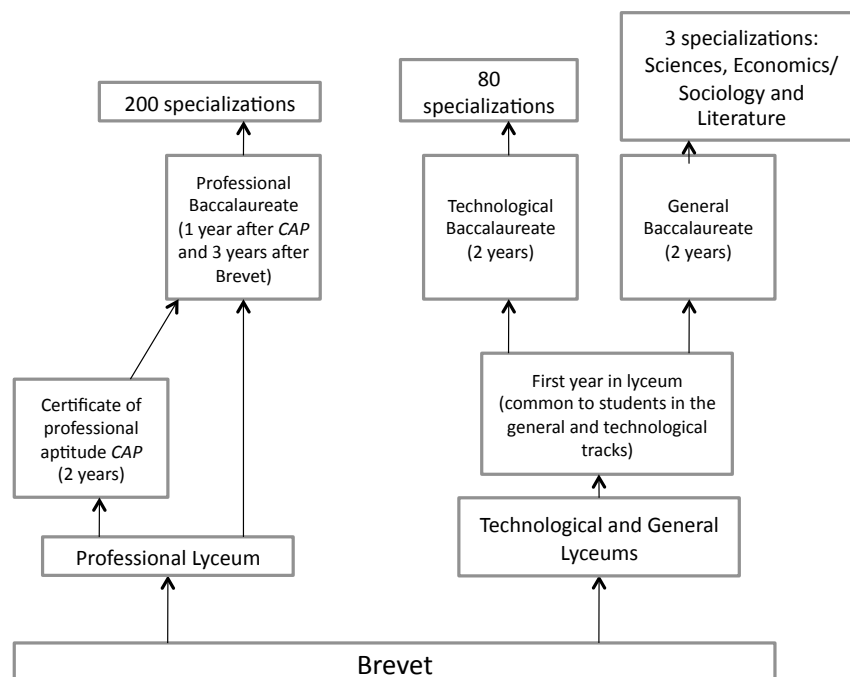 3 specializations:
Sciences, Economics/
Sociology and
Literature
80
specializations
200 specializations
Professional
Baccalaureate
(1 year after CAP
and 3 years after
Brevet)
Technological
Baccalaureate
(2 years)
General
Baccalaureate
(2 years)
First year in lyceum
(common to students in the
general and technological
tracks)
Certificate of
professional
aptitude CAP
(2 years)
Technological and General
Lyceums
Professional Lyceum
Brevet